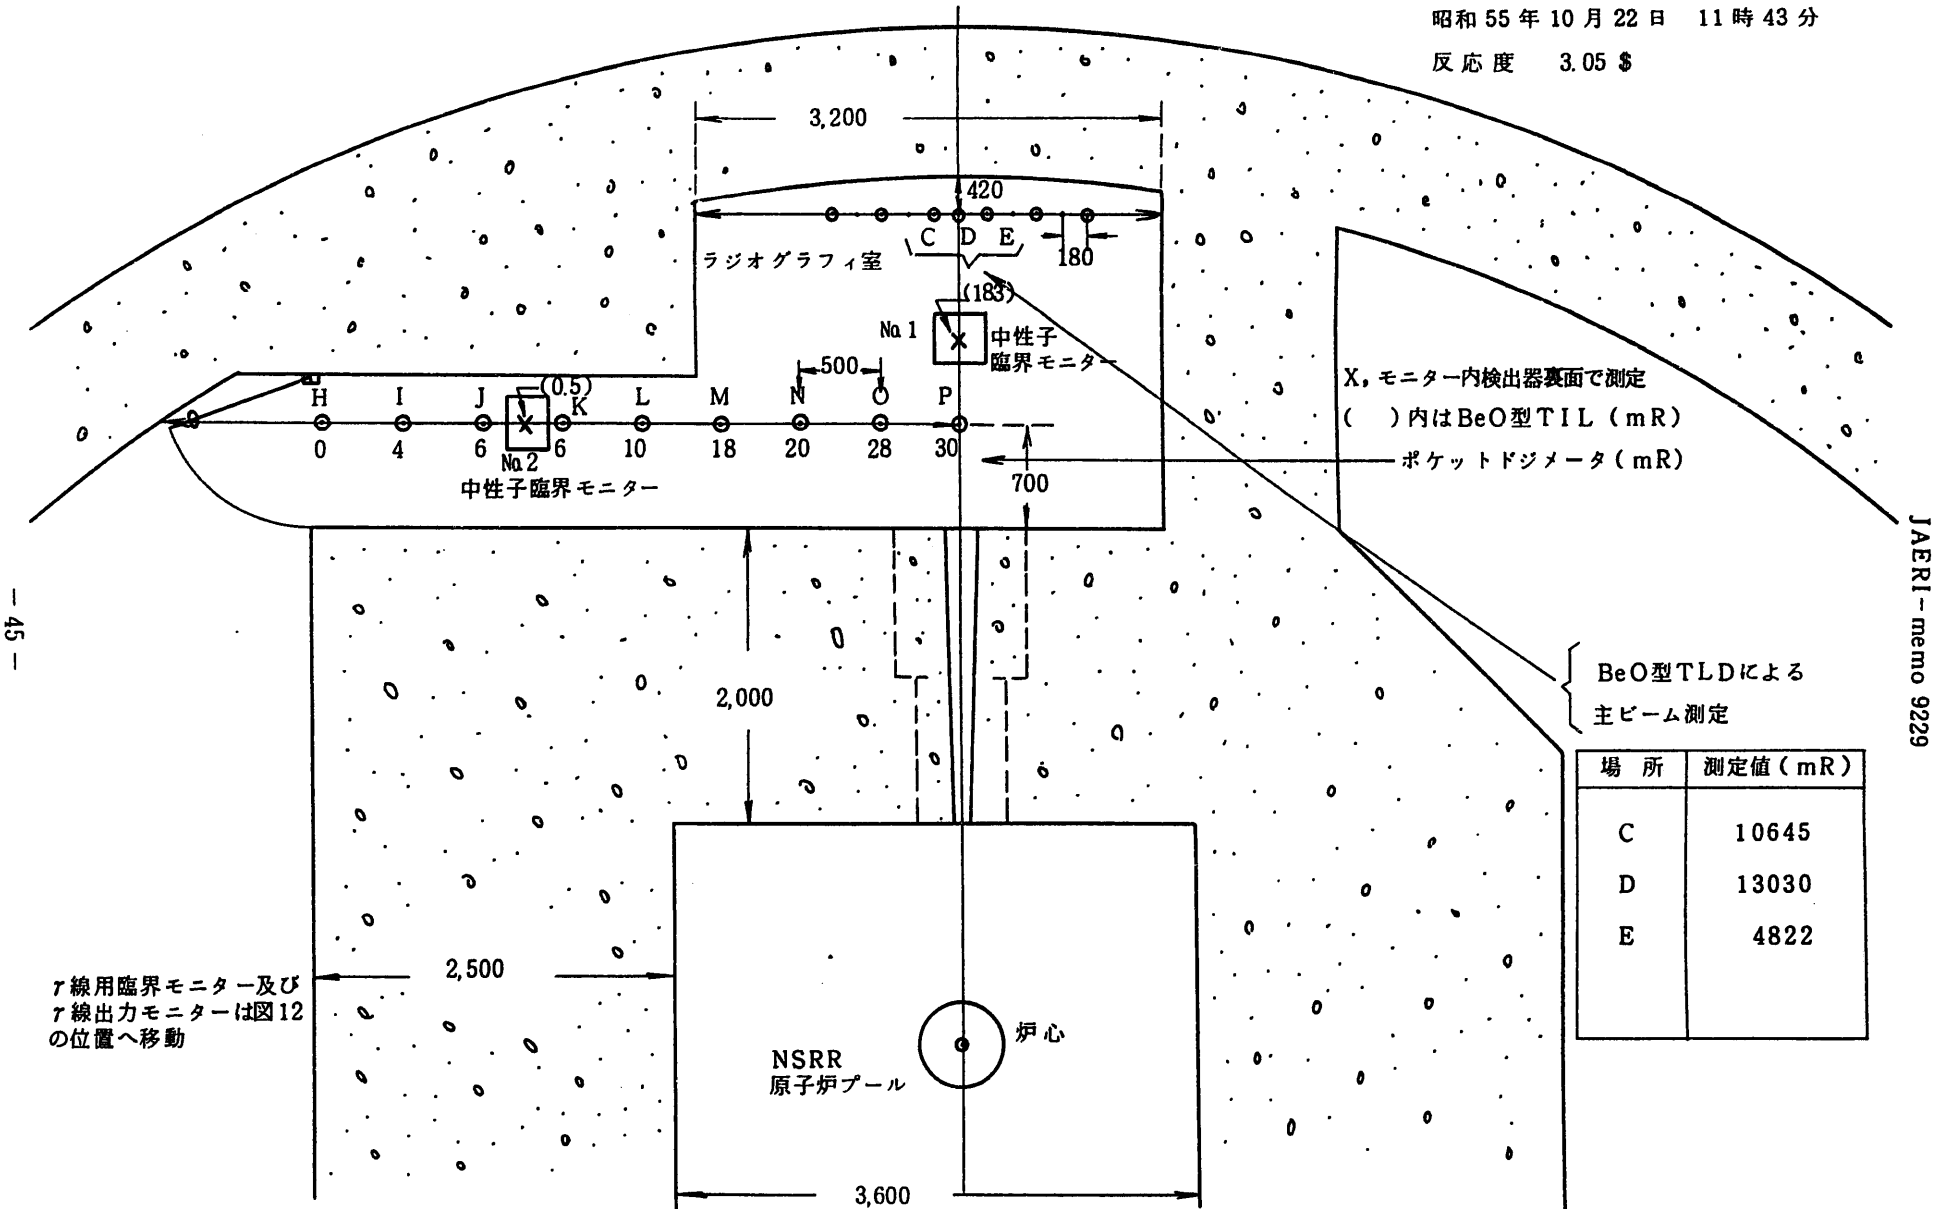 昭和 55 年 10 月 22 日 11 時 43 分
反応度 3.05 $
3,200
420
C D E
180
ラジオグラフィ室
(183)
No. 1
中性子
臨界モニター
500
(0.5)
H I J K L M N O P
0 4 6 6 10 18 20 28 30
No. 2
中性子臨界モニター
700
X, モニター内検出器裏面で測定
( )内はBeO型TIL (mR)
ポケットドジメータ(mR)
2,000
BeO型TLDによる
主ビーム測定
場 所 測定値(mR)
C 10645
D 13030
E 4822
2,500
γ線用臨界モニター及び
γ線出力モニターは図12
の位置へ移動
炉心
NSRR
原子炉プール
3,600
JAERI-memo 9229
- 45 -